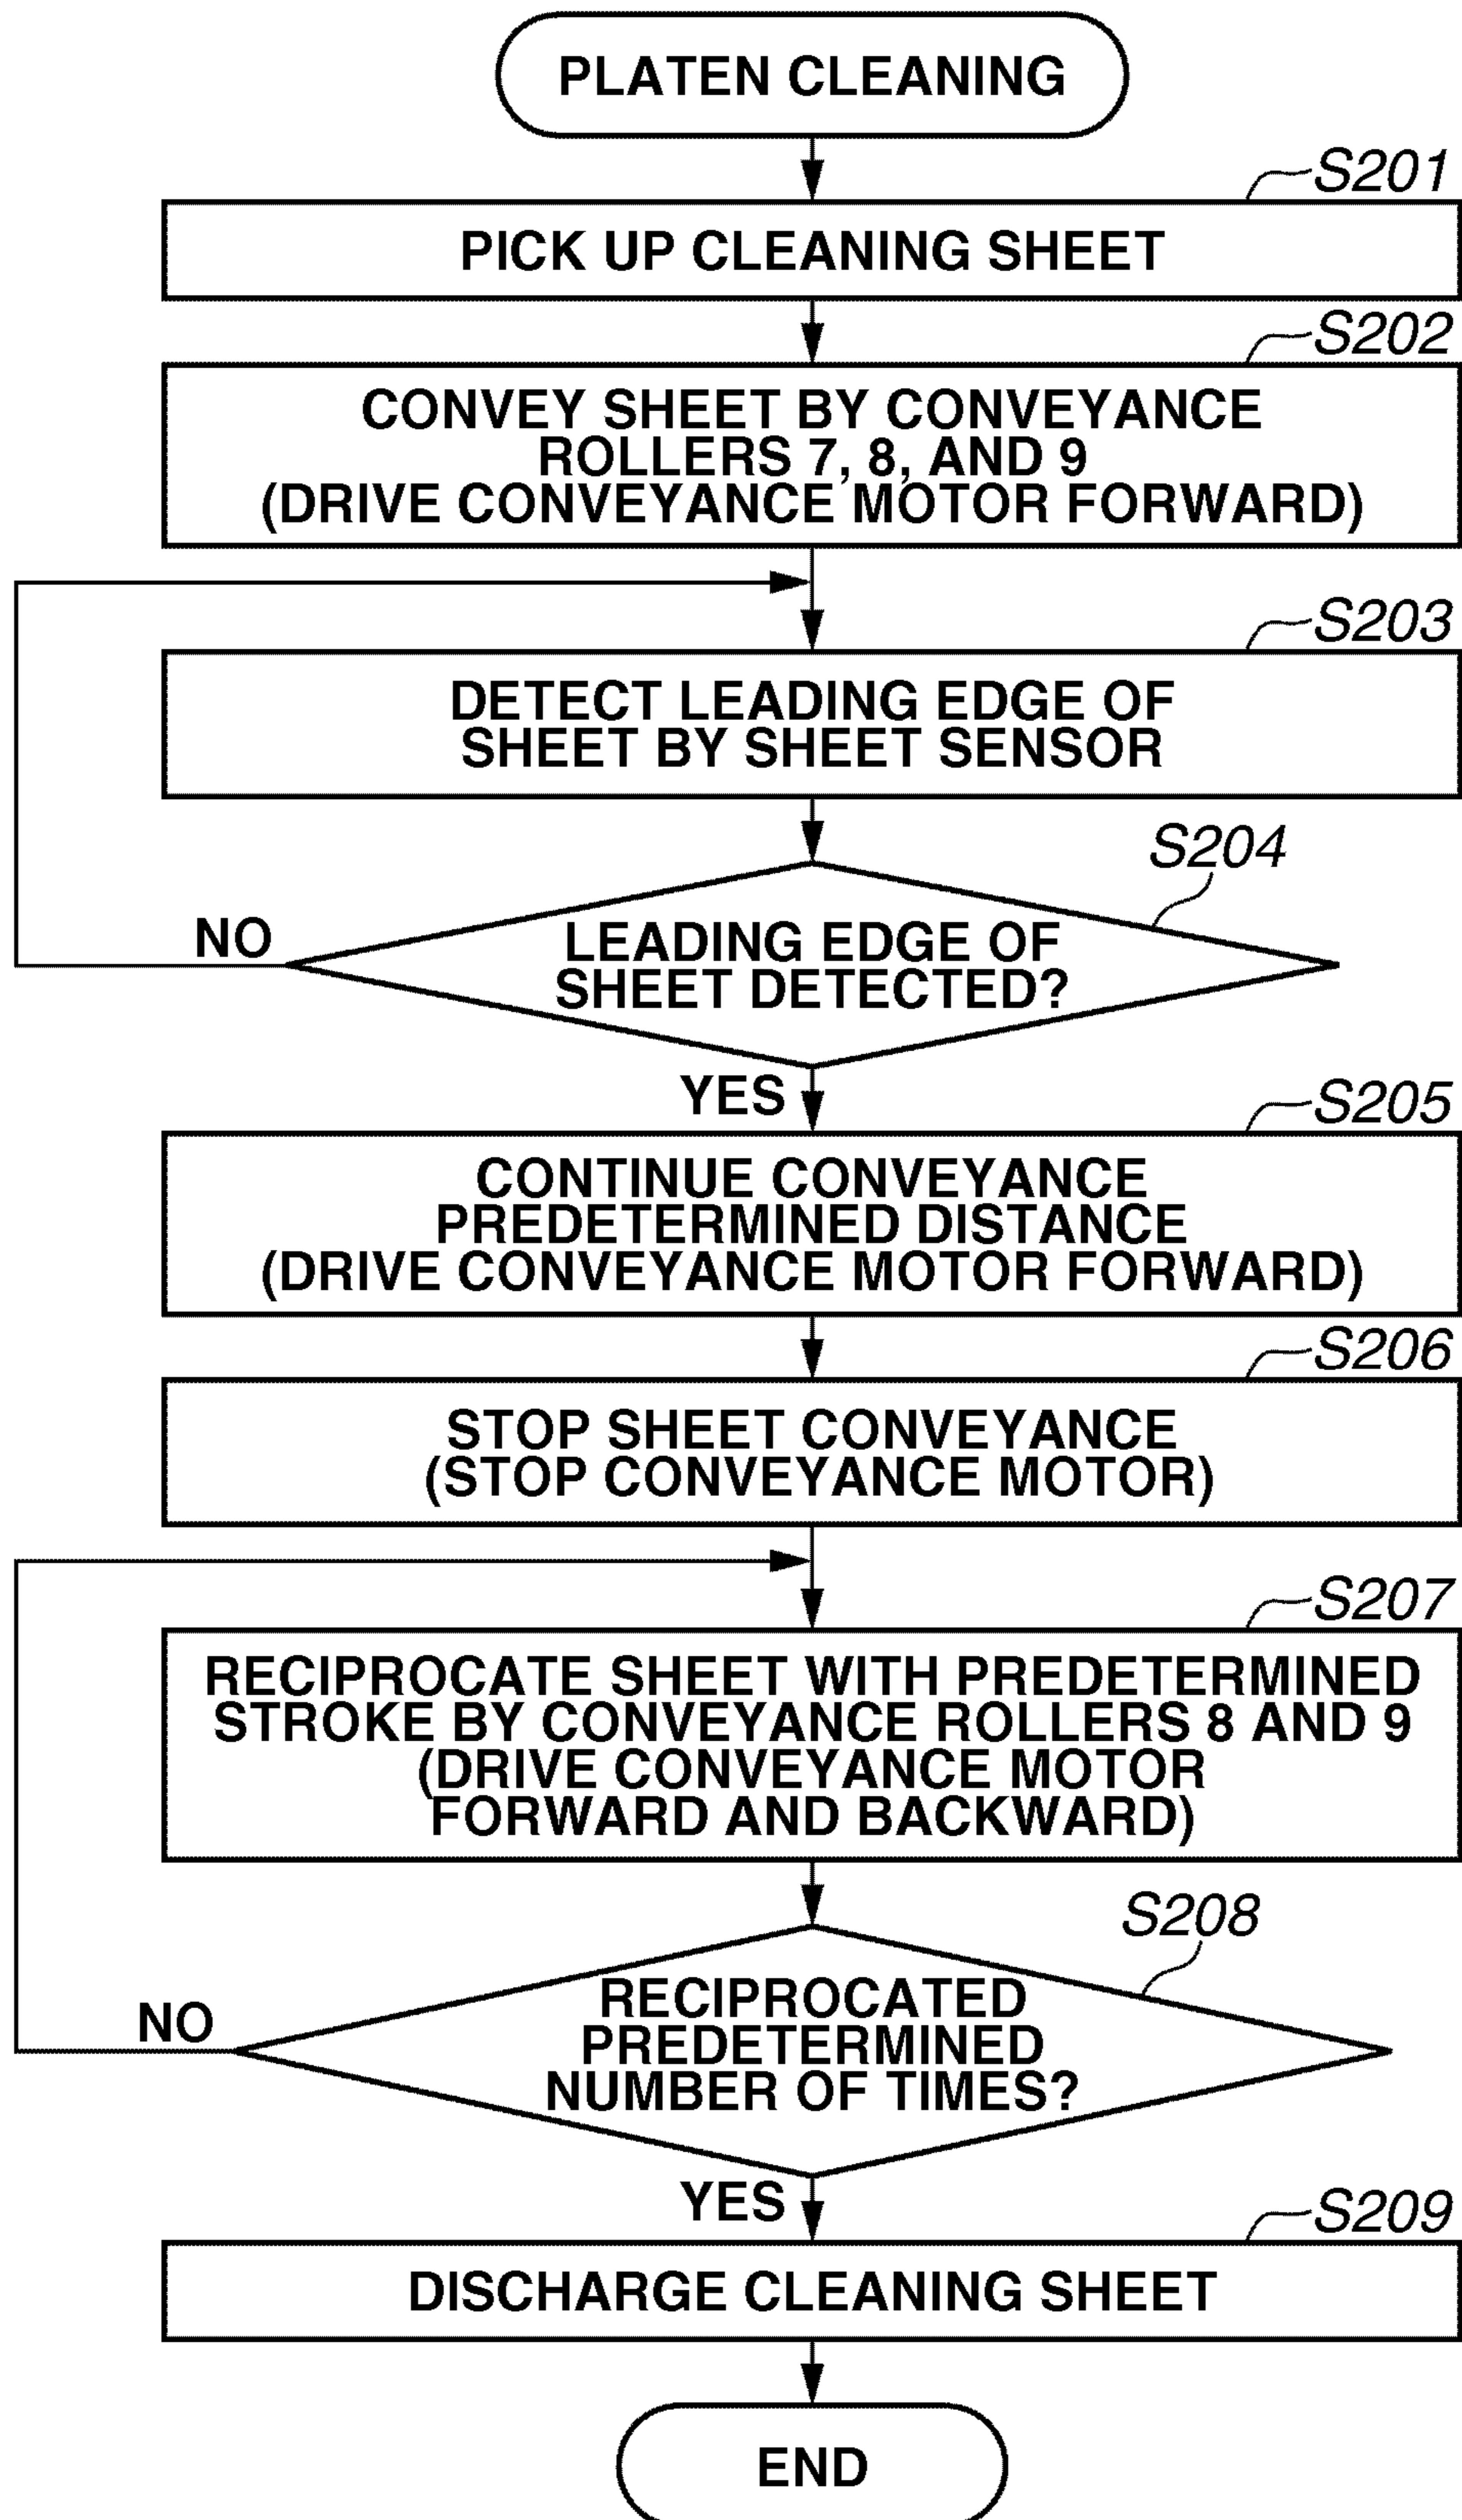 PLATEN CLEANING
S201
PICK UP CLEANING SHEET
S202
CONVEY SHEET BY CONVEYANCE
ROLLERS 7, 8, AND 9
(DRIVE CONVEYANCE MOTOR FORWARD)
S203
DETECT LEADING EDGE OF
SHEET BY SHEET SENSOR
S204
NO
LEADING EDGE OF
SHEET DETECTED?
YES
S205
CONTINUE CONVEYANCE
PREDETERMINED DISTANCE
(DRIVE CONVEYANCE MOTOR FORWARD)
S206
STOP SHEET CONVEYANCE
(STOP CONVEYANCE MOTOR)
S207
RECIPROCATE SHEET WITH PREDETERMINED
STROKE BY CONVEYANCE ROLLERS 8 AND 9
(DRIVE CONVEYANCE MOTOR
FORWARD AND BACKWARD)
S208
NO
RECIPROCATED
PREDETERMINED
NUMBER OF TIMES?
YES
S209
DISCHARGE CLEANING SHEET
END